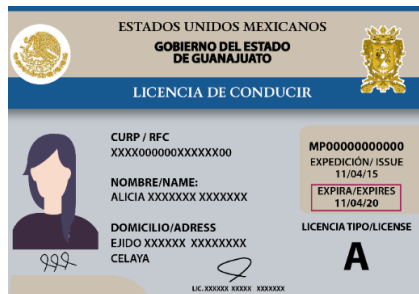 ESTADOS UNIDOS MEXICANOS
GOBIERNO DEL ESTADO
DE GUANAJUATO
LICENCIA DE CONDUCIR
CURP / RFC
XXXX000000XXXXXX00
NOMBRE/NAME:
ALICIA XXXXXXX XXXXXXX
DOMICILIO/ADRESS
EJIDO XXXXXX XXXXXXXX
CELAYA
LIC. XXXXXX XXXXX XXXXXXX
MP00000000000
EXPEDICIÓN/ ISSUE
11/04/15
EXPIRA/EXPIRES
11/04/20
LICENCIA TIPO/LICENSE
A